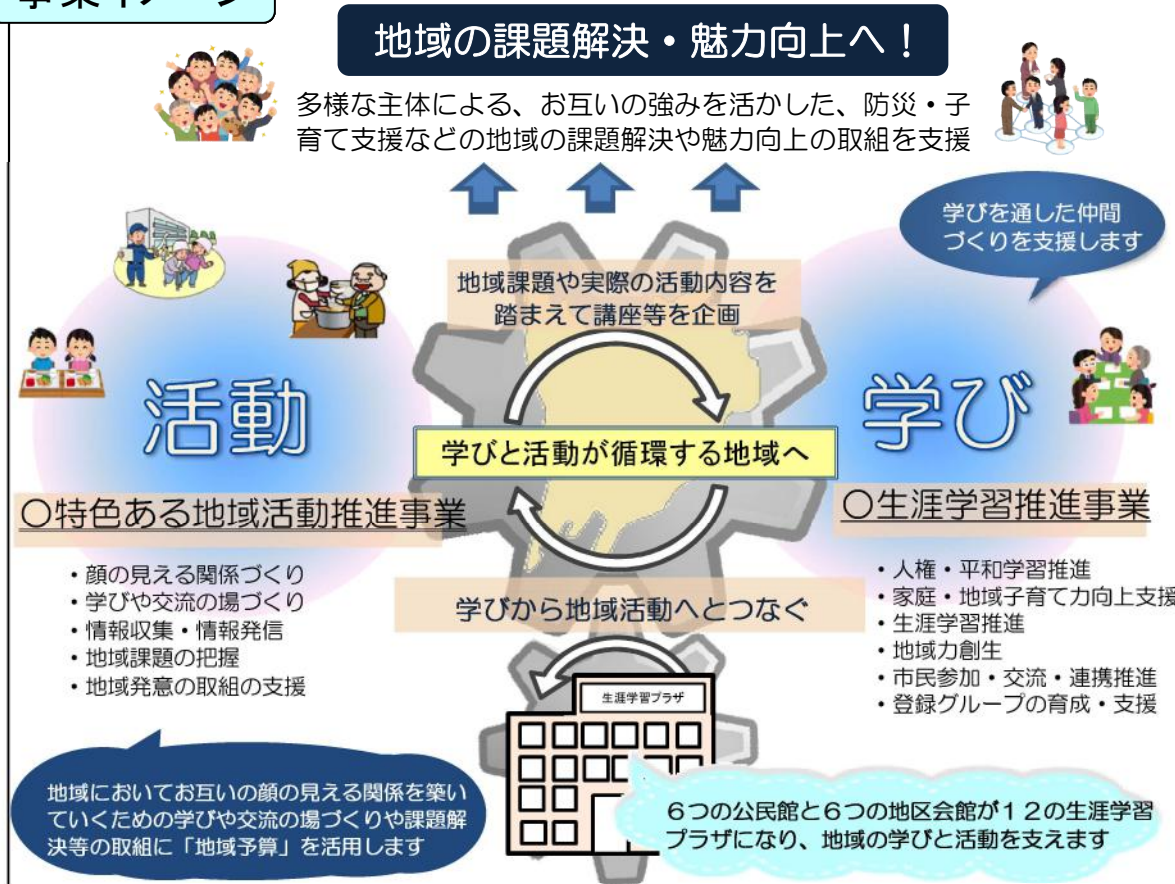 事業イメージ
地域の課題解決・魅力向上へ！
多様な主体による、お互いの強みを活かした、防災・子
育て支援などの地域の課題解決や魅力向上の取組を支援
学びを通した仲間
づくりを支援します
地域課題や実際の活動内容を
踏まえて講座等を企画
活動
学び
学びと活動が循環する地域へ
〇特色ある地域活動推進事業
・顔の見える関係づくり
・学びや交流の場づくり
・情報収集・情報発信
・地域課題の把握
・地域発意の取組の支援
〇生涯学習推進事業
・人権・平和学習推進
・家庭・地域子育て力向上支援
・生涯学習推進
・地域力創生
・市民参加・交流・連携推進
・登録グループの育成・支援
学びから地域活動へとつなぐ
生涯学習プラザ
地域においてお互いの顔の見える関係を築い
ていくための学びや交流の場づくりや課題解
決等の取組に「地域予算」を活用します
６つの公民館と６つの地区会館が１２の生涯学習
プラザになり、地域の学びと活動を支えます